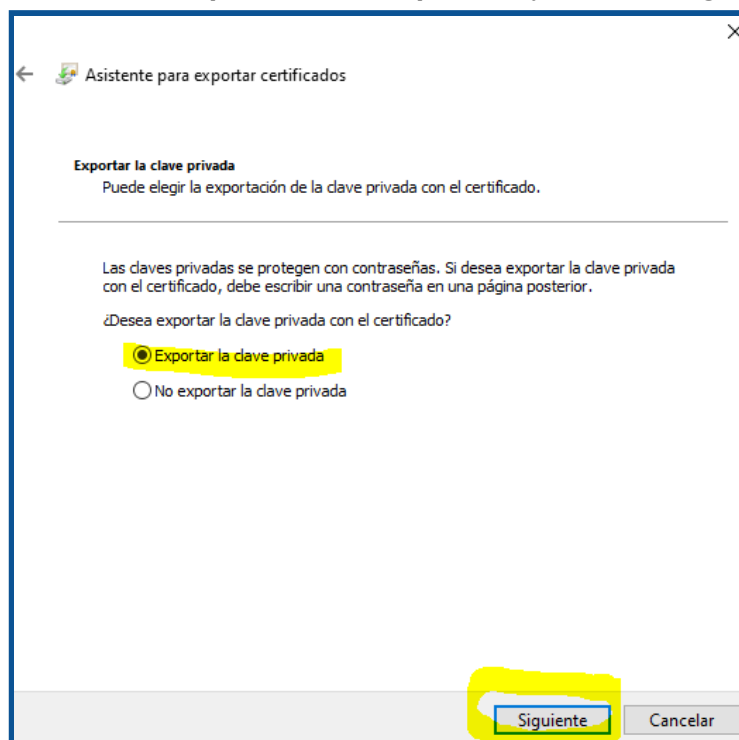 Asistente para exportar certificados
Exportar la clave privada
Puede elegir la exportación de la clave privada con el certificado.
Las claves privadas se protegen con contraseñas. Si desea exportar la clave privada
con el certificado, debe escribir una contraseña en una página posterior.
¿Desea exportar la clave privada con el certificado?
Exportar la clave privada
No exportar la clave privada
Siguiente
Cancelar